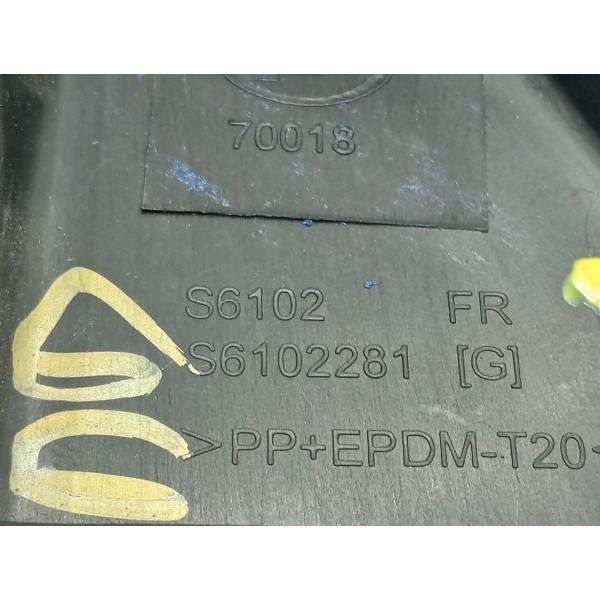 70018
S6102 FR
S6102281 [G]
>PP+EPDM-T20<